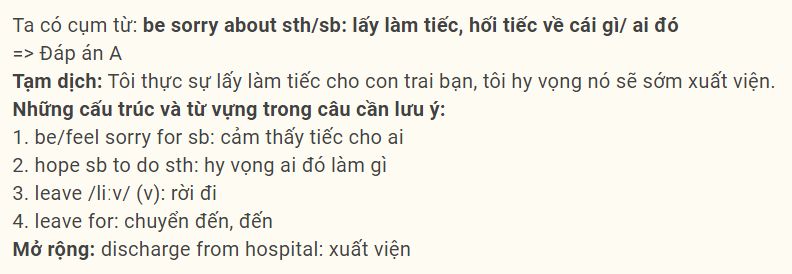 Ta có cụm từ: be sorry about sth/sb: lấy làm tiếc, hối tiếc về cái gì/ ai đó
=> Đáp án A
Tạm dịch: Tôi thực sự lấy làm tiếc cho con trai bạn, tôi hy vọng nó sẽ sớm xuất viện.
Những cấu trúc và từ vựng trong câu cần lưu ý:
1. be/feel sorry for sb: cảm thấy tiếc cho ai
2. hope sb to do sth: hy vọng ai đó làm gì
3. leave /liːv/ (v): rời đi
4. leave for: chuyển đến, đến
Mở rộng: discharge from hospital: xuất viện